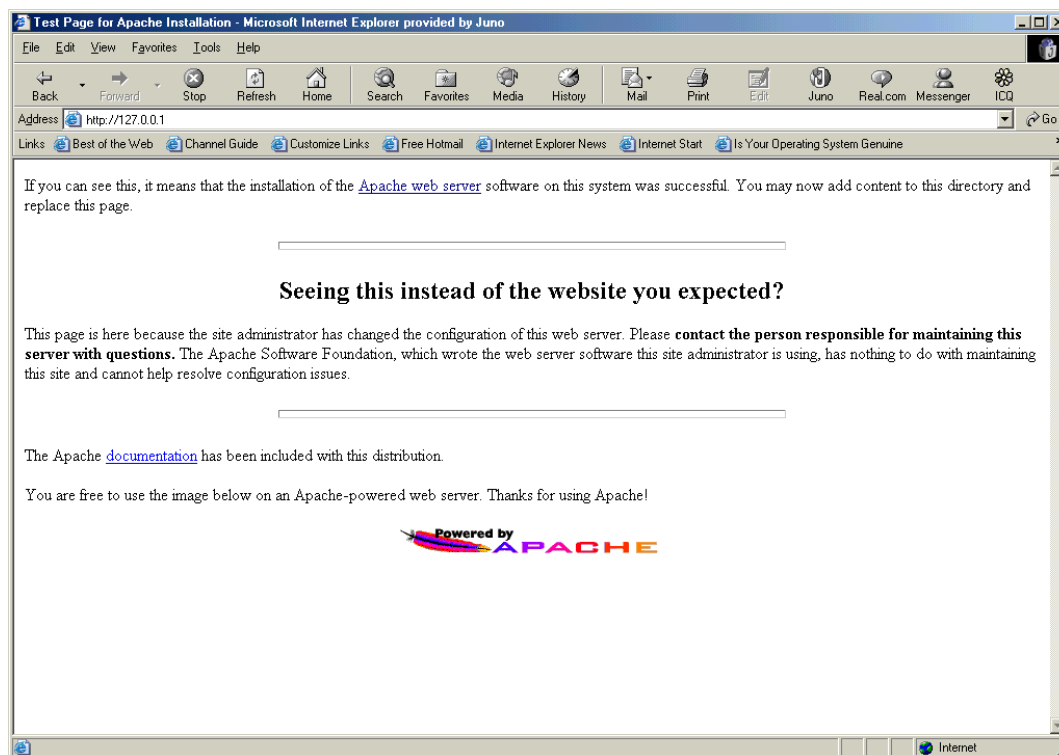 Test Page for Apache Installation - Microsoft Internet Explorer provided by Juno
File Edit View Favorites Tools Help
Back Forward Stop Refresh Home Search Favorites Media History Mail Print Edit Juno Real.com Messenger ICQ
Address http://127.0.0.1 Go
Links Best of the Web Channel Guide Customize Links Free Hotmail Internet Explorer News Internet Start Is Your Operating System Genuine
If you can see this, it means that the installation of the Apache web server software on this system was successful. You may now add content to this directory and
replace this page.
Seeing this instead of the website you expected?
This page is here because the site administrator has changed the configuration of this web server. Please contact the person responsible for maintaining this
server with questions. The Apache Software Foundation, which wrote the web server software this site administrator is using, has nothing to do with maintaining
this site and cannot help resolve configuration issues.
The Apache documentation has been included with this distribution.
You are free to use the image below on an Apache-powered web server. Thanks for using Apache!
Powered by
APACHE
Internet